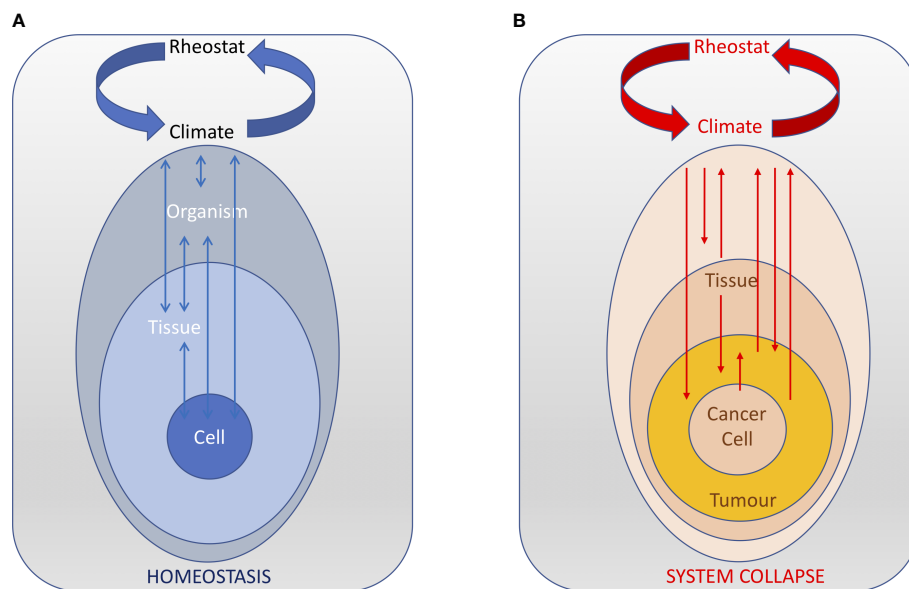 A
Rheostat
Climate
Organism
Tissue
Cell
HOMEOSTASIS
B
Rheostat
Climate
Tissue
Cancer
Cell
Tumour
SYSTEM COLLAPSE